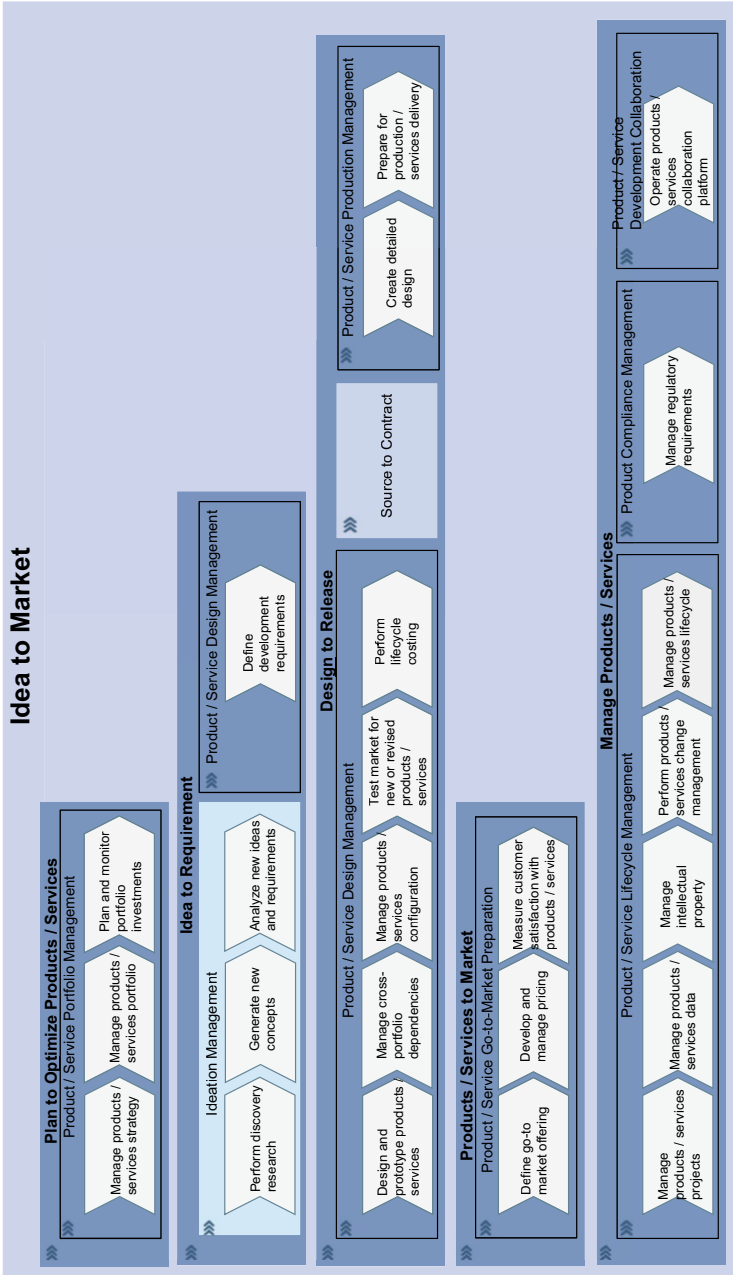 Idea to Market
Plan to Optimize Products / Services
Product / Service Portfolio Management
Manage products /
services strategy
Manage products /
services portfolio
Plan and monitor
portfolio
investments
Idea to Requirement
Ideation Management
Perform discovery
research
Generate new
concepts
Analyze new ideas
and requirements
Product / Service Design Management
Define
development
requirements
Design to Release
Product / Service Design Management
Design and
prototype products /
services
Manage cross-
portfolio
dependencies
Manage products /
services
configuration
Test market for
new or revised
products /
services
Perform
lifecycle
costing
Source to Contract
Product / Service Production Management
Create detailed
design
Prepare for
production /
services delivery
Products / Services to Market
Product / Service Go-to-Market Preparation
Define go-to
market offering
Develop and
manage pricing
Measure customer
satisfaction with
products / services
Manage Products / Services
Product / Service Lifecycle Management
Manage
products / services
projects
Manage products /
services data
Manage
intellectual
property
Perform products /
services change
management
Manage products /
services lifecycle
Product Compliance Management
Manage regulatory
requirements
Product / Service
Development Collaboration
Operate products /
services
collaboration
platform